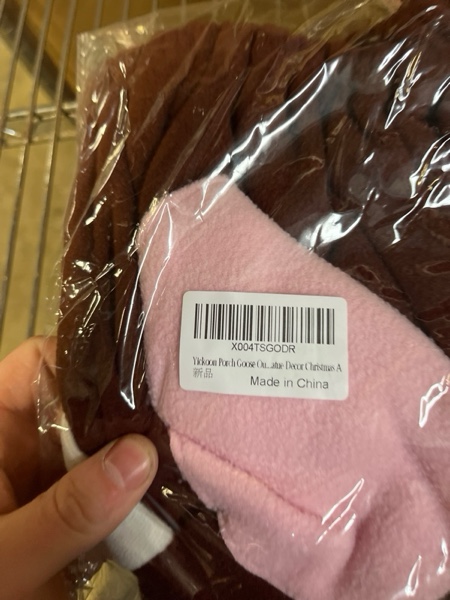 X004TSGODR
Yickoon Porch Goose Ou...atue Decor Christmas A
新品
Made in China